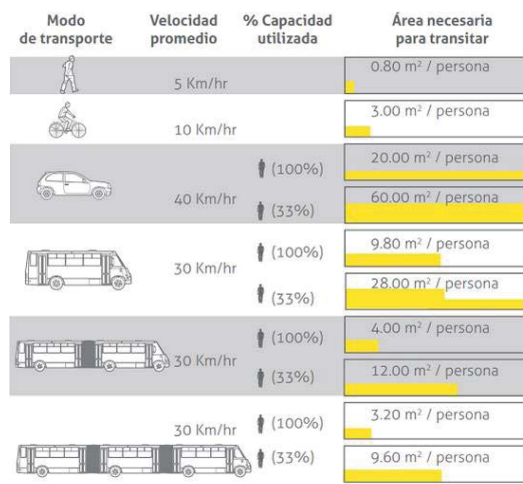 Modo de transporte
Velocidad promedio
% Capacidad utilizada
Área necesaria para transitar
5 Km/hr
0.80 m² / persona
10 Km/hr
3.00 m² / persona
40 Km/hr
(100%)
20.00 m² / persona
(33%)
60.00 m² / persona
30 Km/hr
(100%)
9.80 m² / persona
(33%)
28.00 m² / persona
30 Km/hr
(100%)
4.00 m² / persona
(33%)
12.00 m² / persona
30 Km/hr
(100%)
3.20 m² / persona
(33%)
9.60 m² / persona